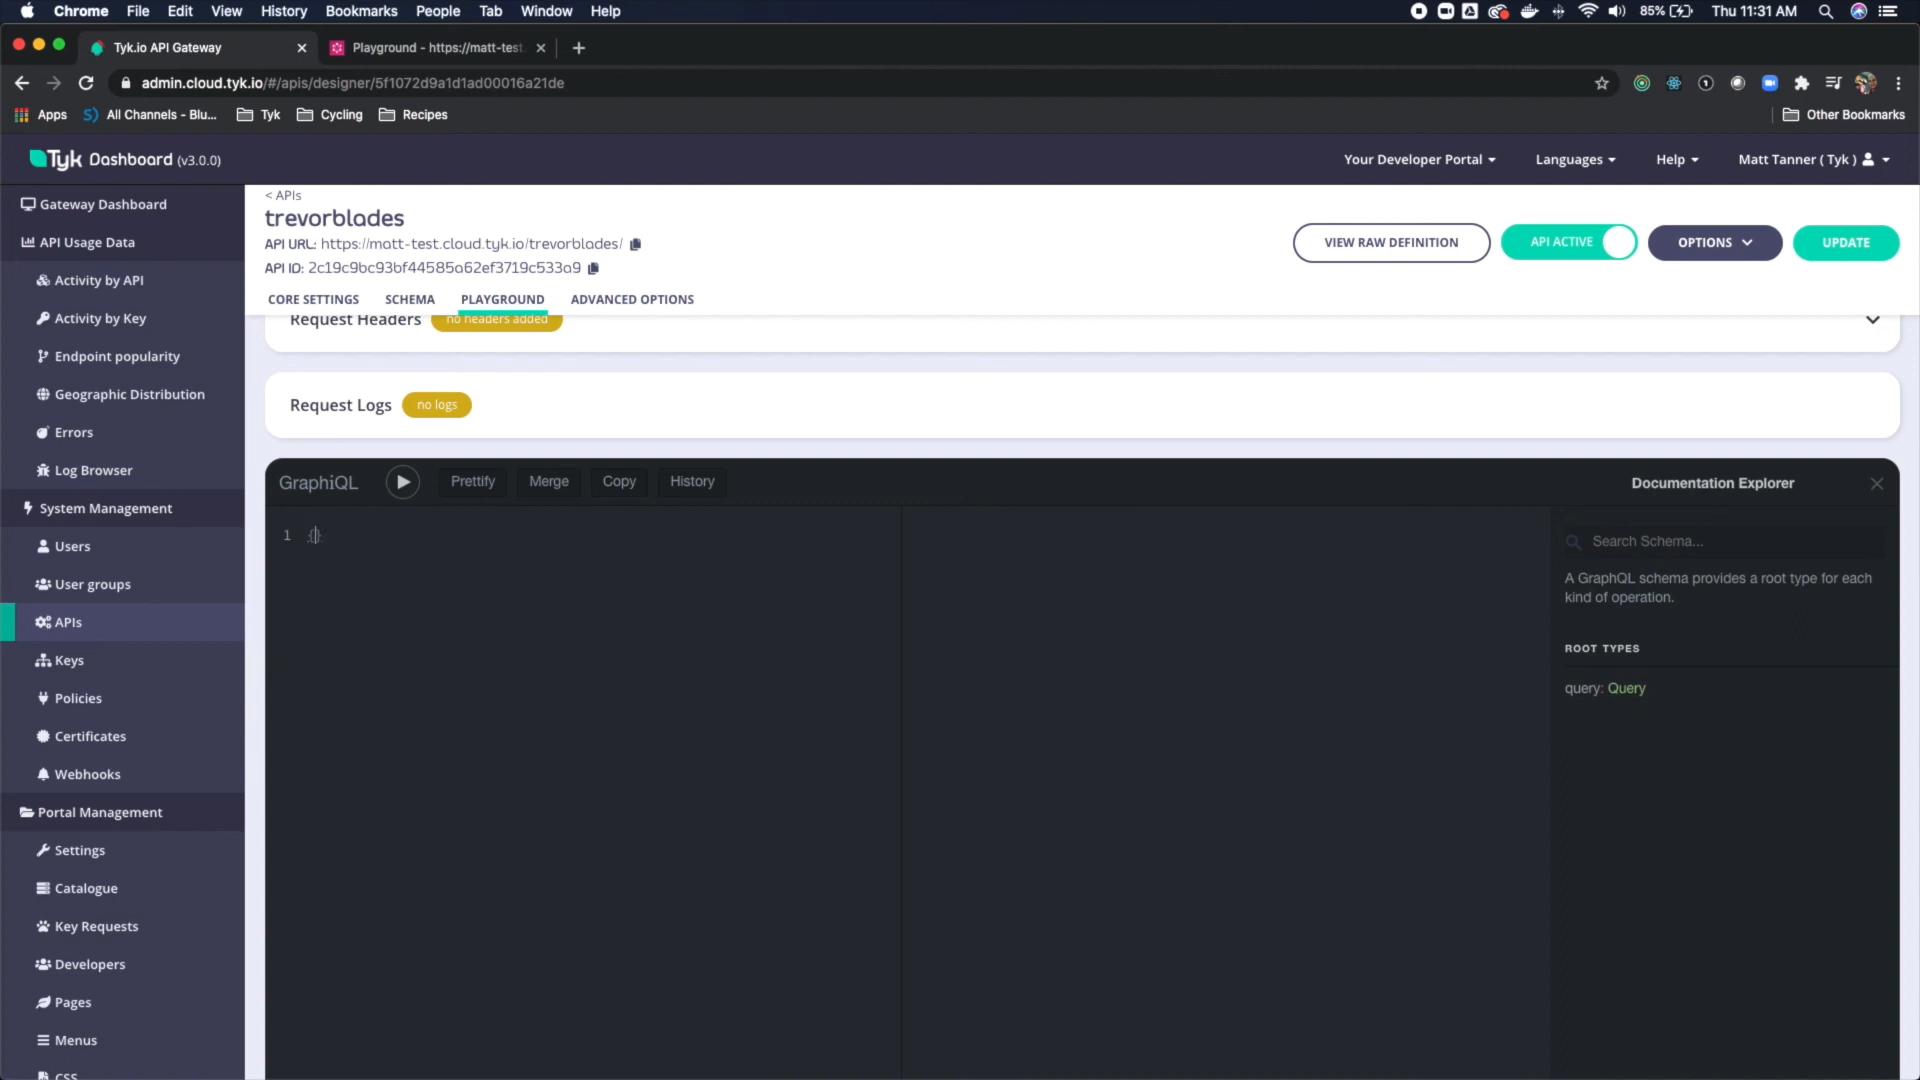 Chrome File Edit View History Bookmarks People Tab Window Help 85% Thu 11:31 AM
Tyk.io API Gateway Playground - https://matt-test.
admin.cloud.tyk.io/#/apis/designer/5f1072d9a1d1ad00016a21de
Apps All Channels - Blu... Tyk Cycling Recipes Other Bookmarks
Tyk Dashboard (v3.0.0) Your Developer Portal Languages Help Matt Tanner ( Tyk )
Gateway Dashboard
API Usage Data
Activity by API
Activity by Key
Endpoint popularity
Geographic Distribution
Errors
Log Browser
System Management
Users
User groups
APIs
Keys
Policies
Certificates
Webhooks
Portal Management
Settings
Catalogue
Key Requests
Developers
Pages
Menus
CSS
< APIs
trevorblades
API URL: https://matt-test.cloud.tyk.io/trevorblades/
API ID: 2c19c9bc93bf44585a62ef3719c533a9
VIEW RAW DEFINITION API ACTIVE OPTIONS UPDATE
CORE SETTINGS SCHEMA PLAYGROUND ADVANCED OPTIONS
Request Headers no headers added
Request Logs no logs
GraphiQL Prettify Merge Copy History
1 {}
Documentation Explorer
Search Schema...
A GraphQL schema provides a root type for each
kind of operation.
ROOT TYPES
query: Query